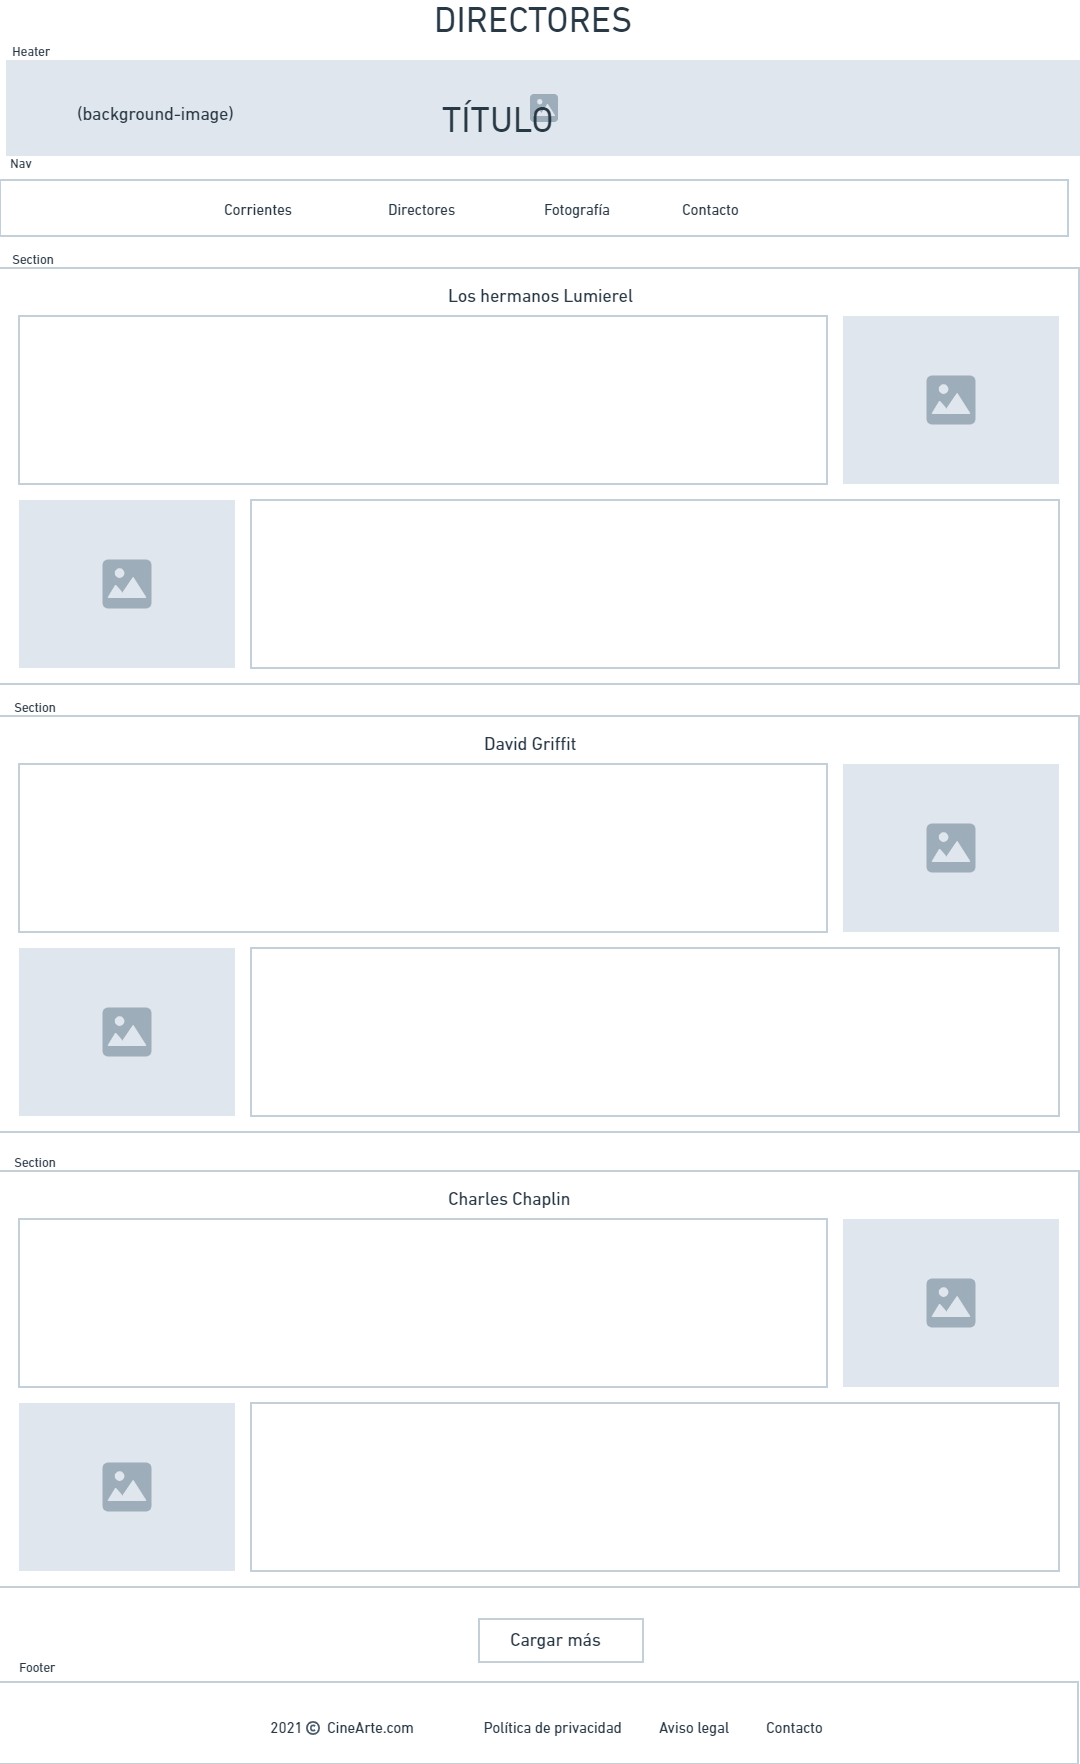 DIRECTORES
Heater
(background-image)
TÍTULO
Nav
Corrientes Directores Fotografía Contacto
Section
Los hermanos Lumierel
Section
David Griffit
Section
Charles Chaplin
Cargar más
Footer
2021 © CineArte.com Política de privacidad Aviso legal Contacto